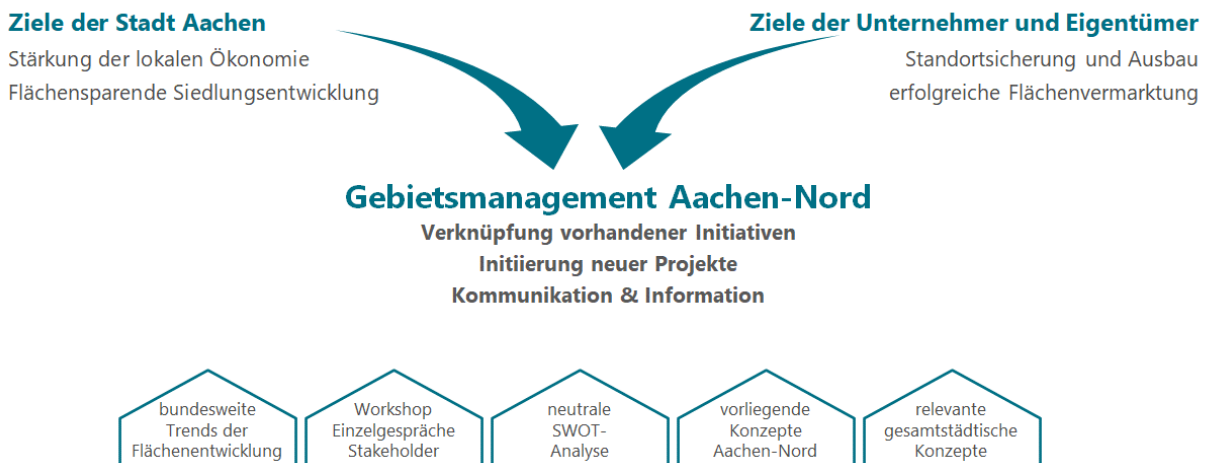 Ziele der Stadt Aachen
Stärkung der lokalen Ökonomie
Flächensparende Siedlungsentwicklung
Ziele der Unternehmer und Eigentümer
Standortsicherung und Ausbau
erfolgreiche Flächenvermarktung
Gebietsmanagement Aachen-Nord
Verknüpfung vorhandener Initiativen
Initiierung neuer Projekte
Kommunikation & Information
bundesweite
Trends der
Flächenentwicklung
Workshop
Einzelgespräche
Stakeholder
neutrale
SWOT-
Analyse
vorliegende
Konzepte
Aachen-Nord
relevante
gesamtstädtische
Konzepte